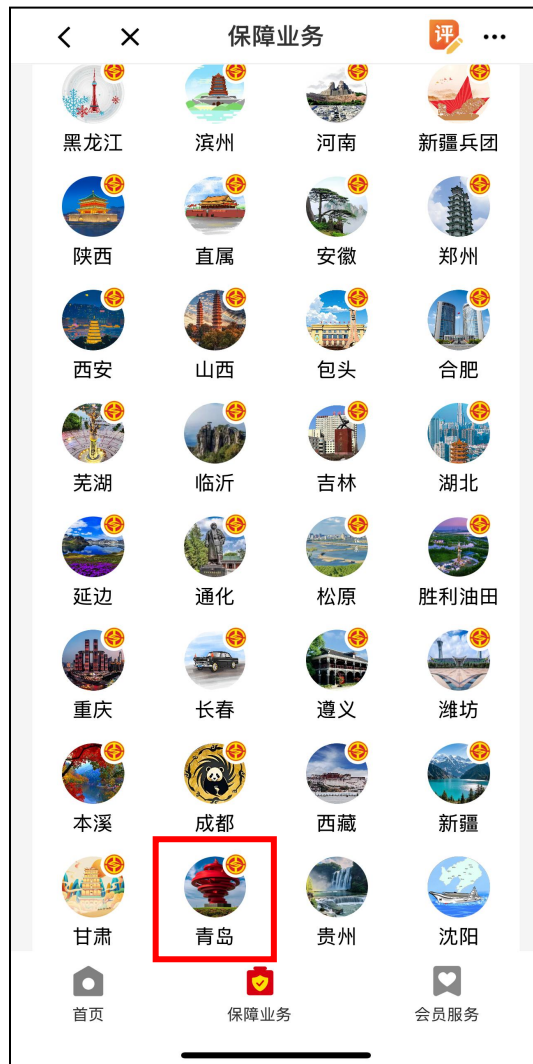 保障业务
评
黑龙江 滨州 河南 新疆兵团
陕西 直属 安徽 郑州
西安 山西 包头 合肥
芜湖 临沂 吉林 湖北
延边 通化 松原 胜利油田
重庆 长春 遵义 潍坊
本溪 成都 西藏 新疆
甘肃 青岛 贵州 沈阳
首页 保障业务 会员服务